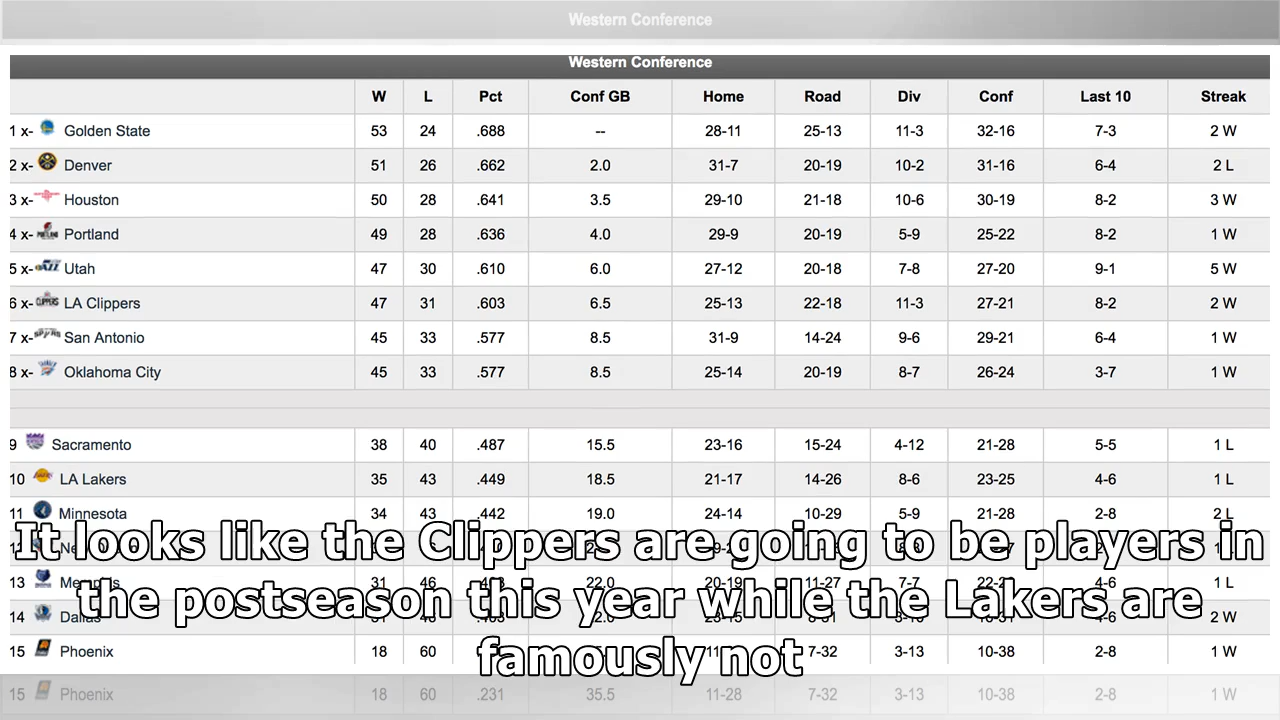 Western Conference
Western Conference
W L Pct Conf GB Home Road Div Conf Last 10 Streak
1 x- Golden State 53 24 .688 -- 28-11 25-13 11-3 32-16 7-3 2 W
2 x- Denver 51 26 .662 2.0 31-7 20-19 10-2 31-16 6-4 2 L
3 x- Houston 50 28 .641 3.5 29-10 21-18 10-6 30-19 8-2 3 W
4 x- Portland 49 28 .636 4.0 29-9 20-19 5-9 25-22 8-2 1 W
5 x- Utah 47 30 .610 6.0 27-12 20-18 7-8 27-20 9-1 5 W
6 x- LA Clippers 47 31 .603 6.5 25-13 22-18 11-3 27-21 8-2 2 W
7 x- San Antonio 45 33 .577 8.5 31-9 14-24 9-6 29-21 6-4 1 W
8 x- Oklahoma City 45 33 .577 8.5 25-14 20-19 8-7 26-24 3-7 1 W
9 Sacramento 38 40 .487 15.5 23-16 15-24 4-12 21-28 5-5 1 L
10 LA Lakers 35 43 .449 18.5 21-17 14-26 8-6 23-25 4-6 1 L
11 Minnesota 34 43 .442 19.0 24-14 10-29 5-9 21-28 2-8 2 L
It looks like the Clippers are going to be players in
13 Memphis 31 46 22.0 20-19 11-27 7-7 4-6 1 L
the postseason this year while the Lakers are
14 Dallas 2 W
15 Phoenix 18 60 7-32 3-13 10-38 2-8 1 W
famously not
15 Phoenix 18 60 .231 35.5 11-28 7-32 3-13 10-38 2-8 1 W